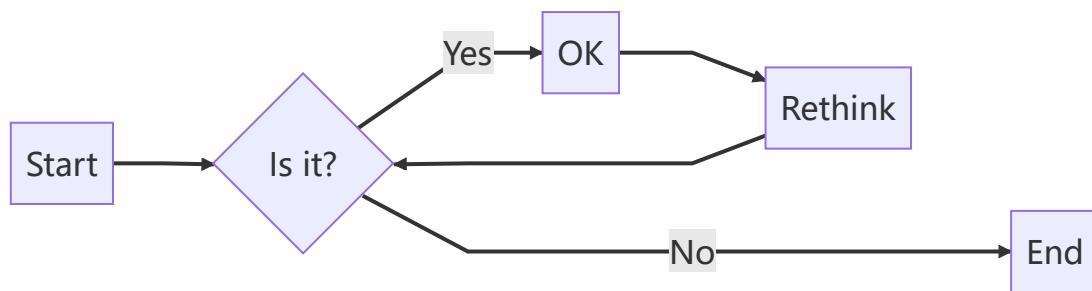 Start
Is it?
Yes
OK
Rethink
No
End